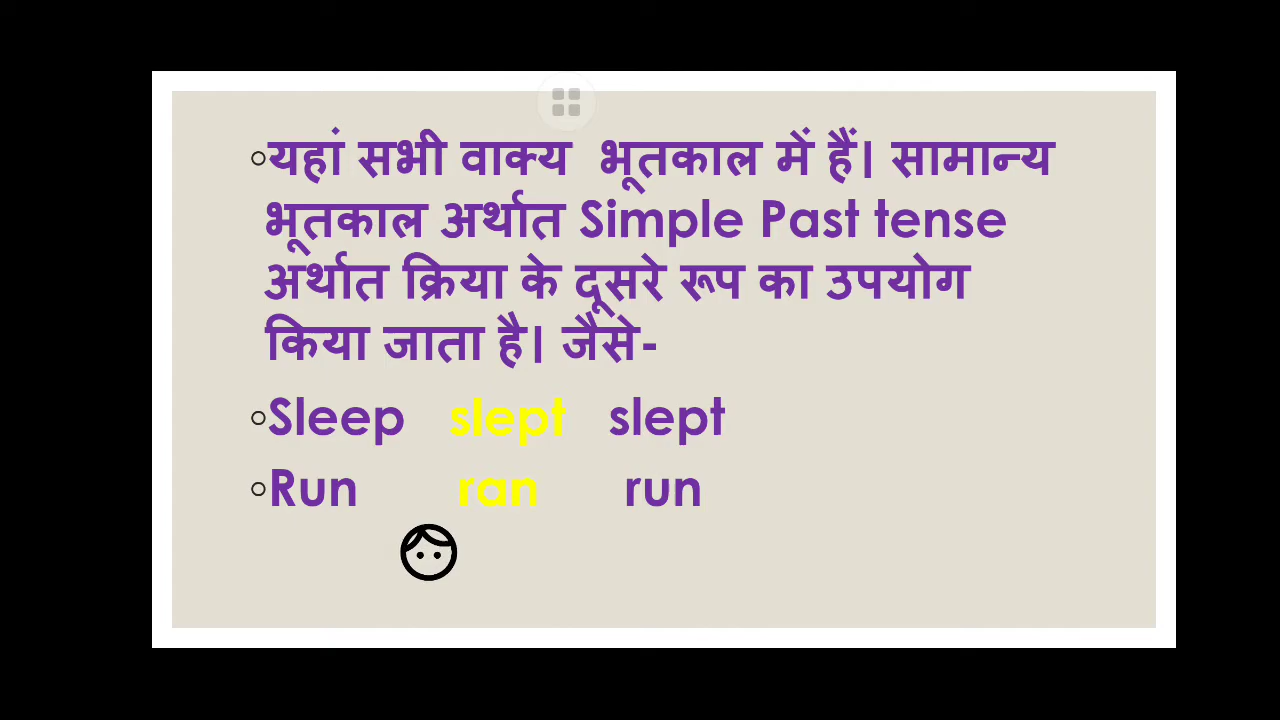 यहां सभी वाक्य भूतकाल में हैं। सामान्य
भूतकाल अर्थात Simple Past tense
अर्थात क्रिया के दूसरे रूप का उपयोग
किया जाता है। जैसे-
Sleep slept slept
Run ran run